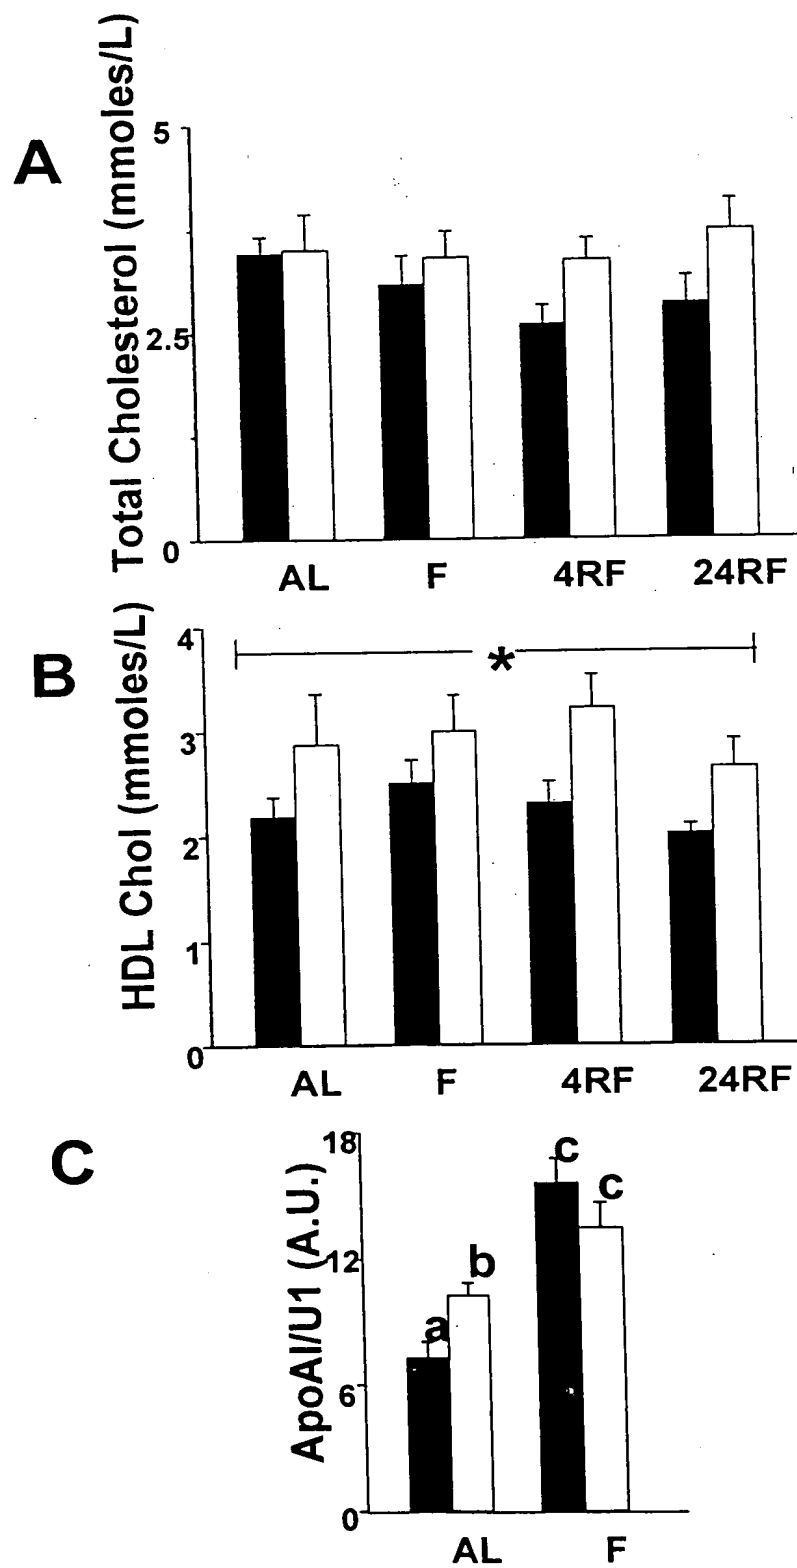 A
Total Cholesterol (mmoles/L)
5
2.5
0
AL F 4RF 24RF
B
HDL Chol (mmoles/L)
4
3
2
1
0
*
AL F 4RF 24RF
C
ApoAI/U1 (A.U.)
18
12
6
0
a
b
c
c
AL F